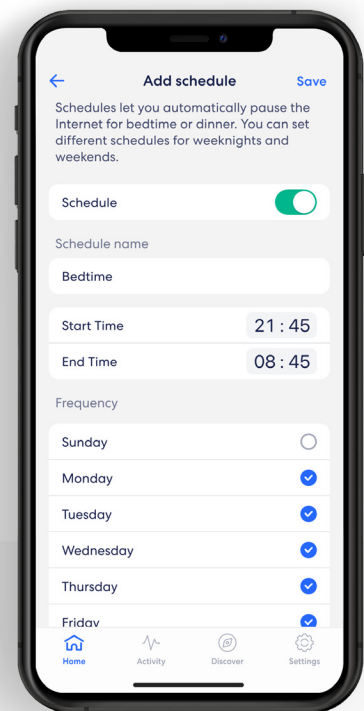 Add schedule
Save
Schedules let you automatically pause the
Internet for bedtime or dinner. You can set
different schedules for weeknights and
weekends.
Schedule
Schedule name
Bedtime
Start Time 21:45
End Time 08:45
Frequency
Sunday
Monday
Tuesday
Wednesday
Thursday
Friday
Home Activity Discover Settings